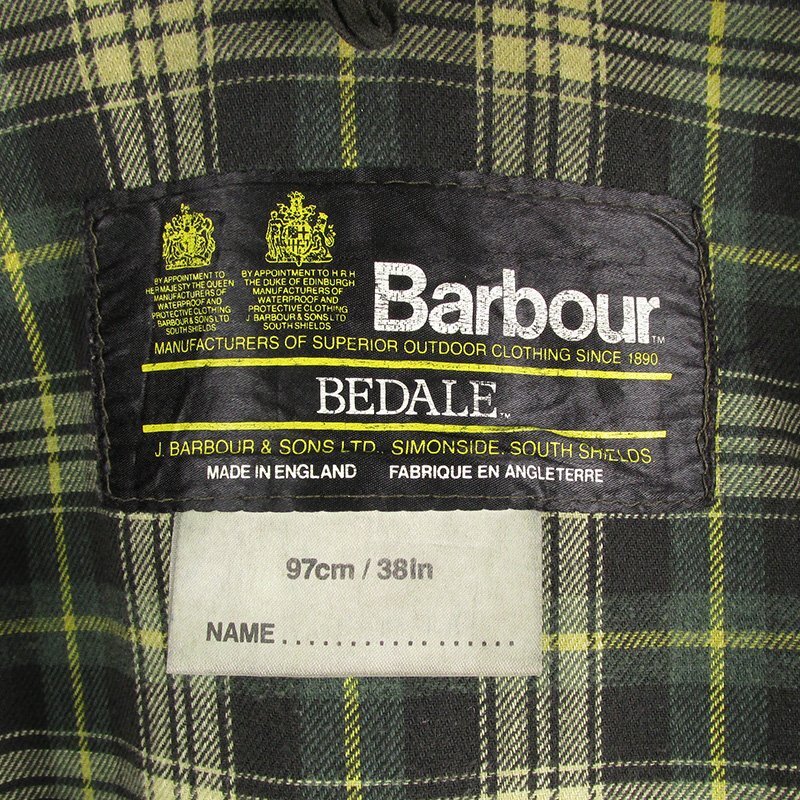 BY APPOINTMENT TO
HER MAJESTY THE QUEEN
MANUFACTURERS OF
WATERPROOF AND
PROTECTIVE CLOTHING
BARBOUR & SONS LTD
SOUTH SHIELDS
BY APPOINTMENT TO H R H
THE DUKE OF EDINBURGH
MANUFACTURERS OF
WATERPROOF AND
PROTECTIVE CLOTHING
J BARBOUR & SONS LTD
SOUTH SHIELDS
Barbour™
MANUFACTURERS OF SUPERIOR OUTDOOR CLOTHING SINCE 1890
BEDALE™
J. BARBOUR & SONS LTD., SIMONSIDE, SOUTH SHIELDS
MADE IN ENGLAND FABRIQUE EN ANGLETERRE
97cm / 38In
NAME......................